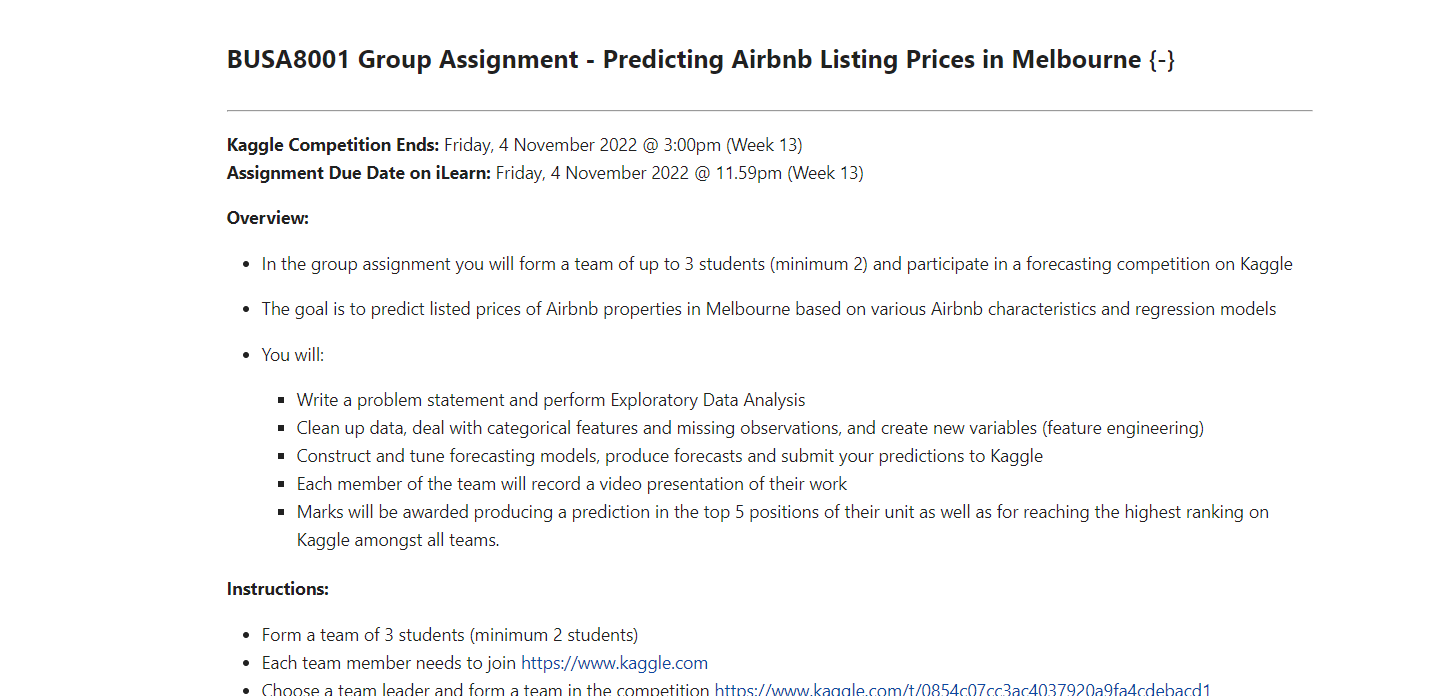 BUSA8001 Group Assignment - Predicting Airbnb Listing Prices in Melbourne {-}
Kaggle Competition Ends: Friday, 4 November 2022 @ 3:00pm (Week 13)
Assignment Due Date on iLearn: Friday, 4 November 2022 @ 11.59pm (Week 13)
Overview:
• In the group assignment you will form a team of up to 3 students (minimum 2) and participate in a forecasting competition on Kaggle
• The goal is to predict listed prices of Airbnb properties in Melbourne based on various Airbnb characteristics and regression models
• You will:
▪ Write a problem statement and perform Exploratory Data Analysis
▪ Clean up data, deal with categorical features and missing observations, and create new variables (feature engineering)
▪ Construct and tune forecasting models, produce forecasts and submit your predictions to Kaggle
▪ Each member of the team will record a video presentation of their work
▪ Marks will be awarded producing a prediction in the top 5 positions of their unit as well as for reaching the highest ranking on
Kaggle amongst all teams.
Instructions:
• Form a team of 3 students (minimum 2 students)
• Each team member needs to join https://www.kaggle.com
• Choose a team leader and form a team in the competition https://www.kaggle.com/t/0854c07cc3ac4037920a9fa4cdebacd1